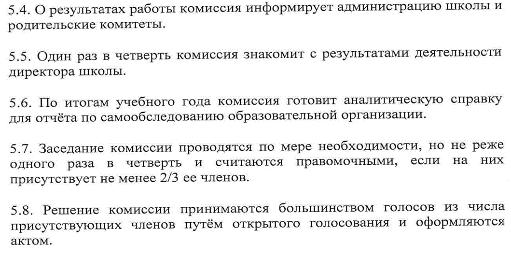 5.4. О результатах работы комиссия информирует администрацию школы и
родительские комитеты.
5.5. Один раз в четверть комиссия знакомит с результатами деятельности
директора школы.
5.6. По итогам учебного года комиссия готовит аналитическую справку
для отчёта по самообследованию образовательной организации.
5.7. Заседание комиссии проводятся по мере необходимости, но не реже
одного раза в четверть и считаются правомочными, если на них
присутствует не менее 2/3 ее членов.
5.8. Решение комиссии принимаются большинством голосов из числа
присутствующих членов путём открытого голосования и оформляются
актом.